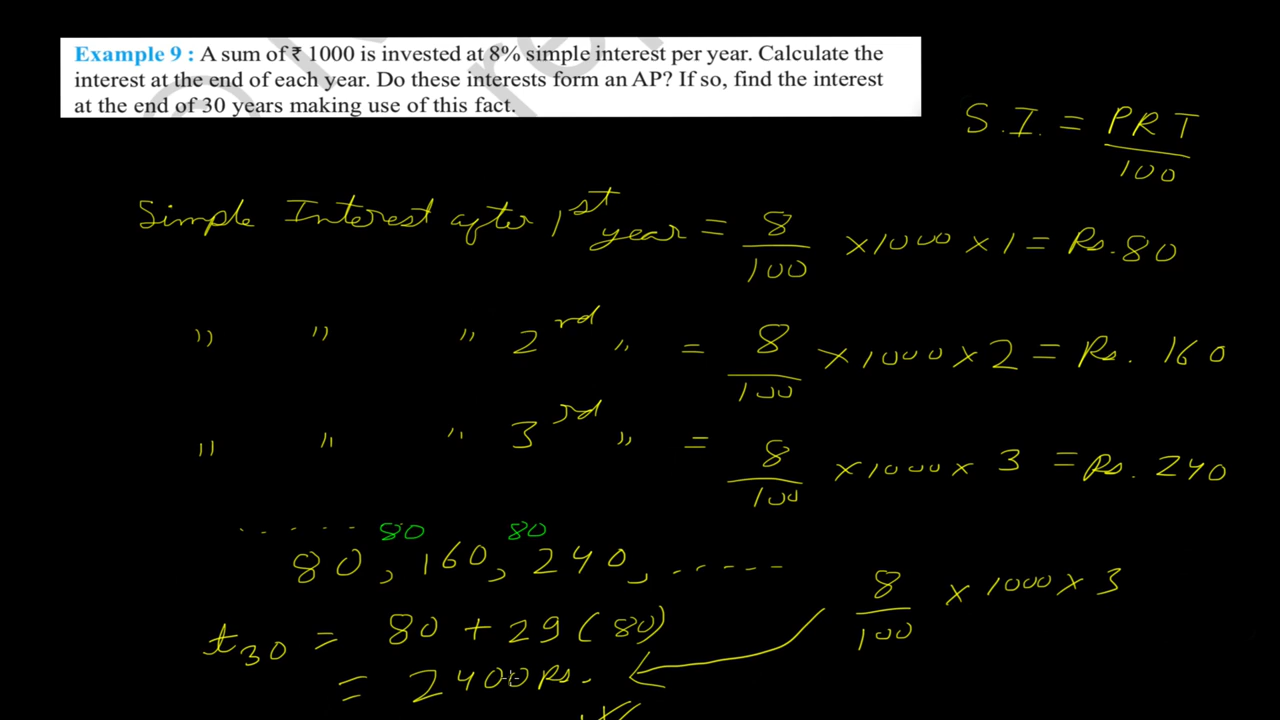 Example 9 : A sum of ₹ 1000 is invested at 8% simple interest per year. Calculate the
interest at the end of each year. Do these interests form an AP? If so, find the interest
at the end of 30 years making use of this fact.
S.I. = PRT/100
Simple Interest after 1st year = 8/100 × 1000 × 1 = Rs. 80
" " " 2rd " = 8/100 × 1000 × 2 = Rs. 160
" " " 3rd " = 8/100 × 1000 × 3 = Rs. 240
...... 80 80
80, 160, 240, ......
8/100 × 1000 × 3
t30 = 80 + 29 (80)
= 2400 Rs.